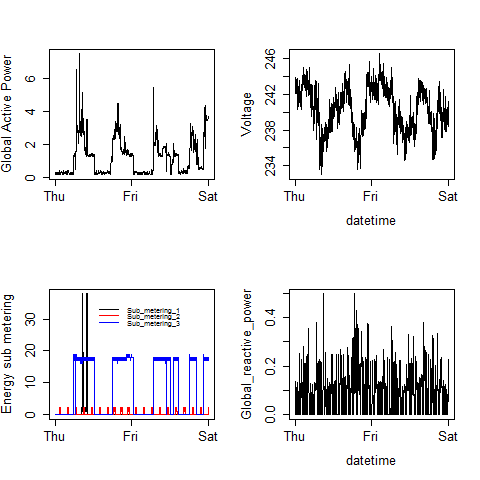 Global Active Power
0 2 4 6
Thu Fri Sat
Voltage
234 238 242 246
Thu Fri Sat
datetime
Energy sub metering
0 10 20 30
Sub_metering_1
Sub_metering_2
Sub_metering_3
Thu Fri Sat
Global_reactive_power
0.0 0.2 0.4
Thu Fri Sat
datetime